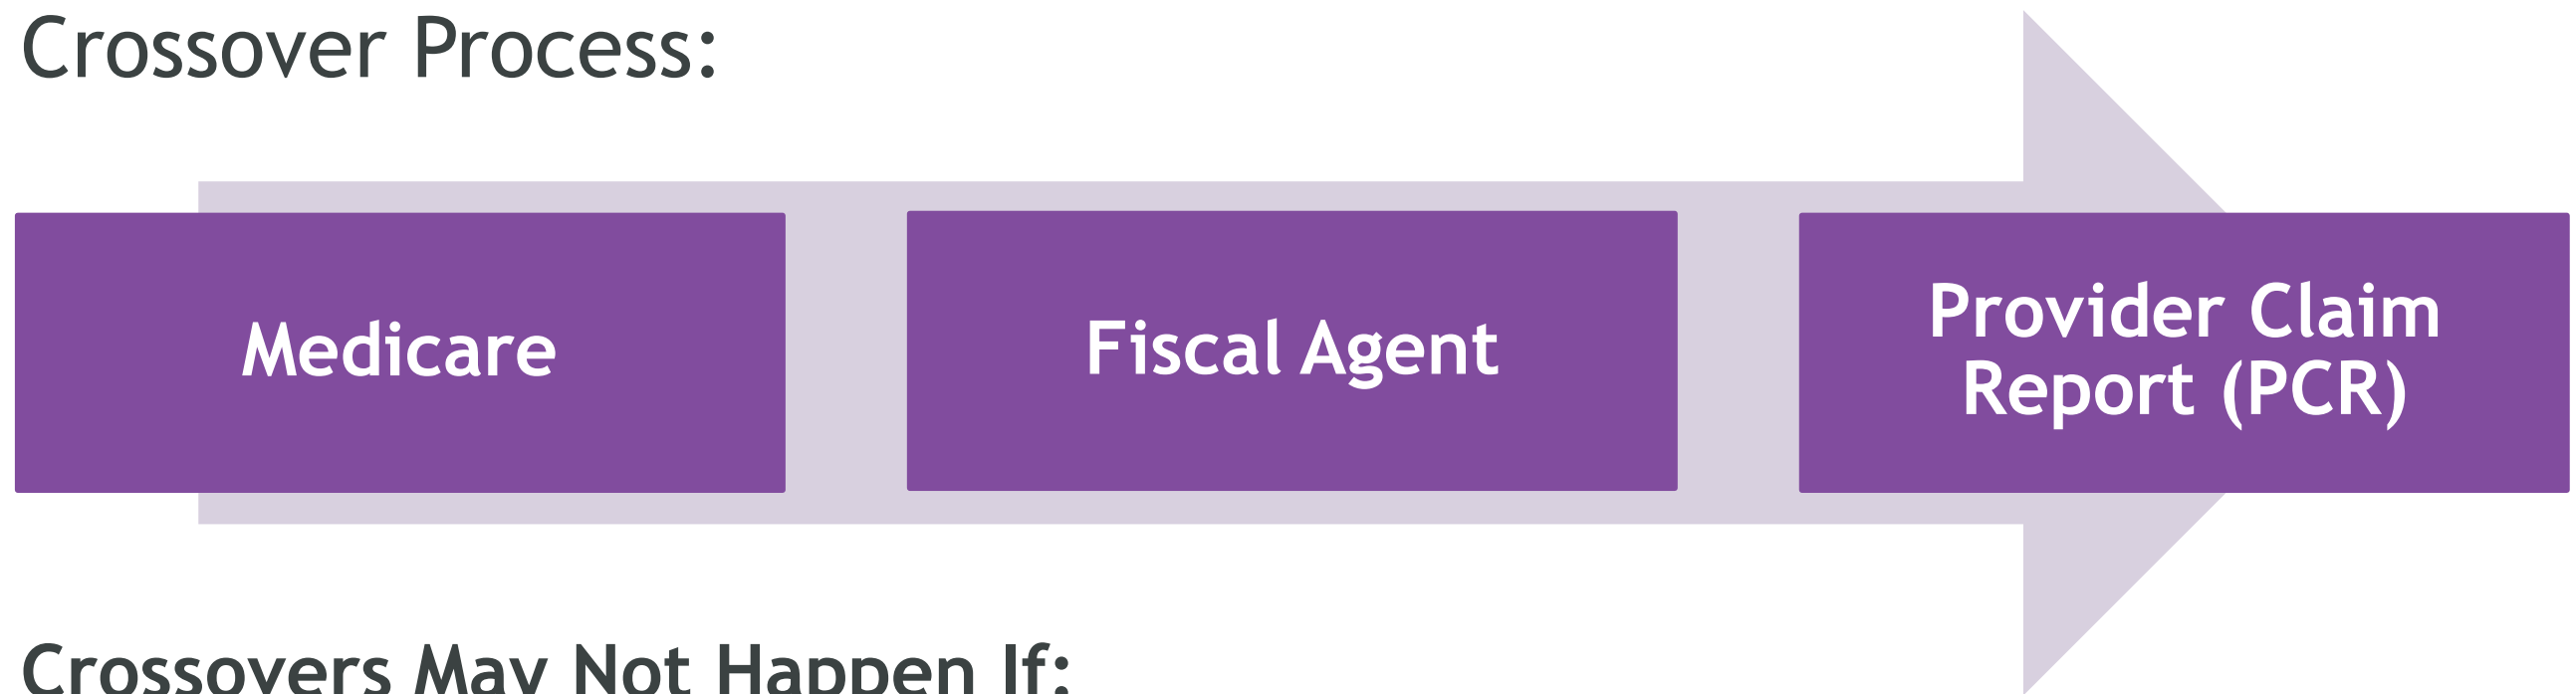 Crossover Process:
Medicare
Fiscal Agent
Provider Claim
Report (PCR)
Crossovers May Not Happen If: